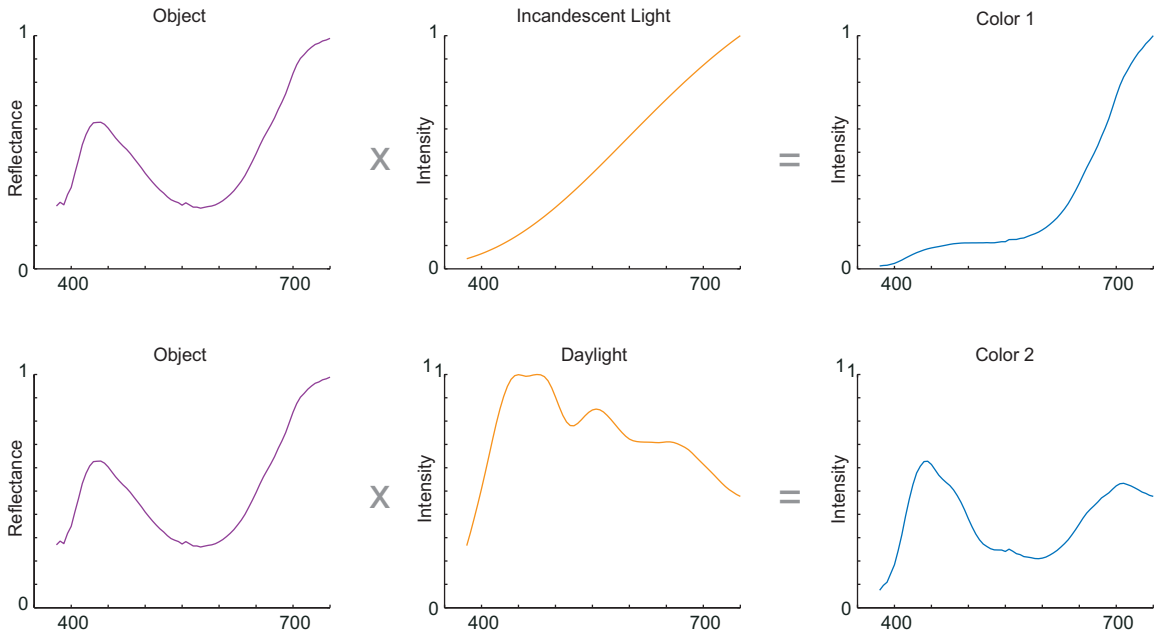 Object
Incandescent Light
Color 1
1
1
1
Reflectance
Intensity
Intensity
x
=
0
0
0
400
700
400
700
400
700
Object
Daylight
Color 2
1
11
1
Reflectance
Intensity
Intensity
x
=
0
0
0
400
700
400
700
400
700